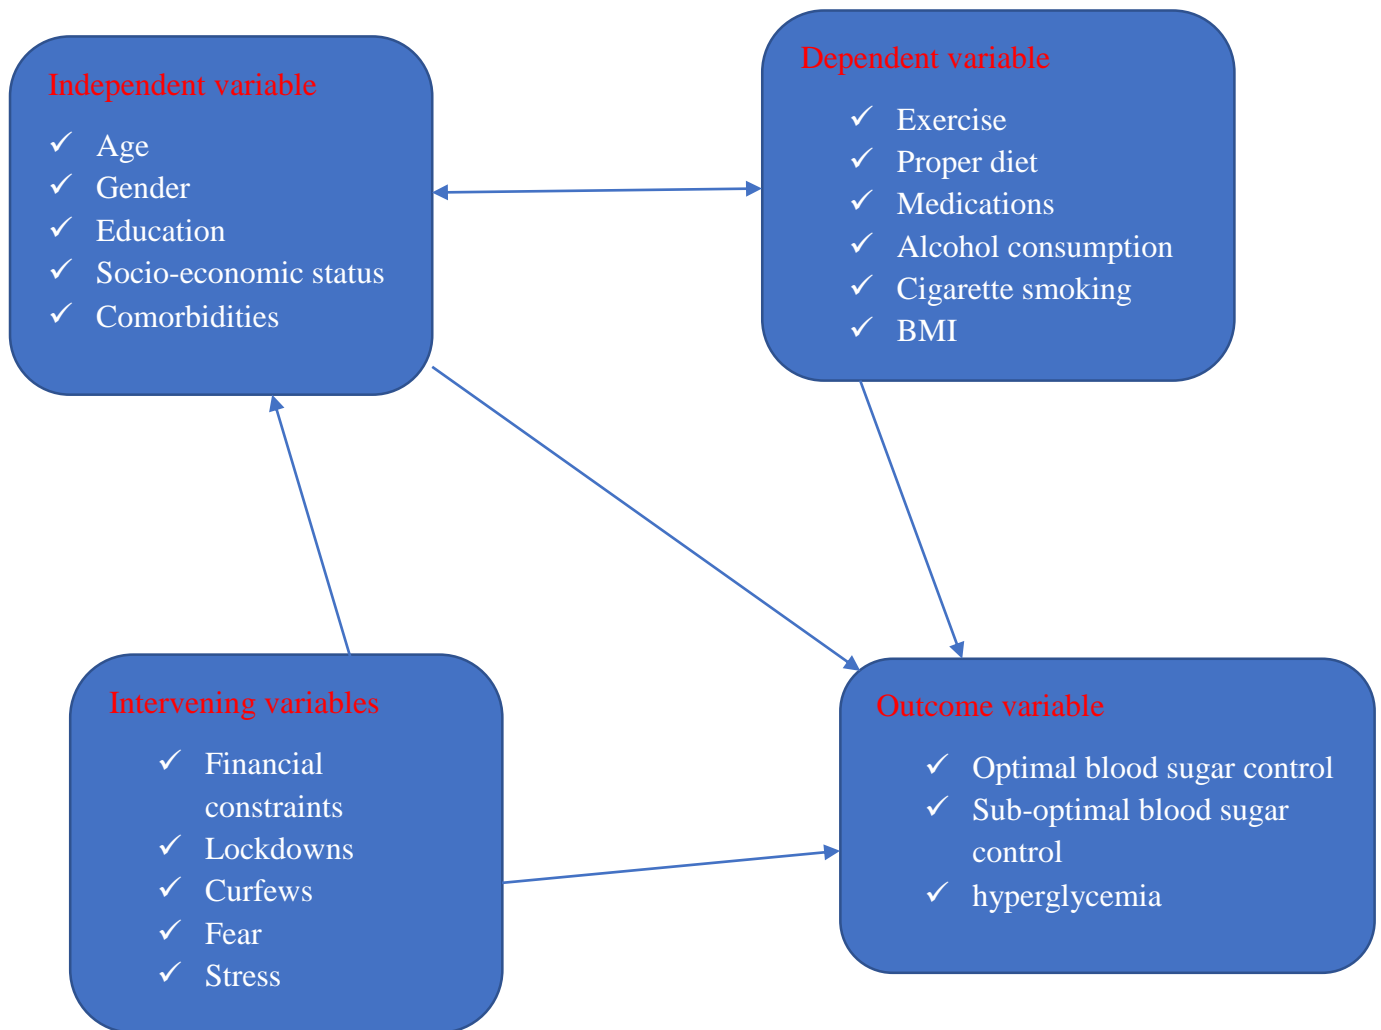 Independent variable
✓ Age
✓ Gender
✓ Education
✓ Socio-economic status
✓ Comorbidities
Dependent variable
✓ Exercise
✓ Proper diet
✓ Medications
✓ Alcohol consumption
✓ Cigarette smoking
✓ BMI
Intervening variables
✓ Financial
constraints
✓ Lockdowns
✓ Curfews
✓ Fear
✓ Stress
Outcome variable
✓ Optimal blood sugar control
✓ Sub-optimal blood sugar
control
✓ hyperglycemia